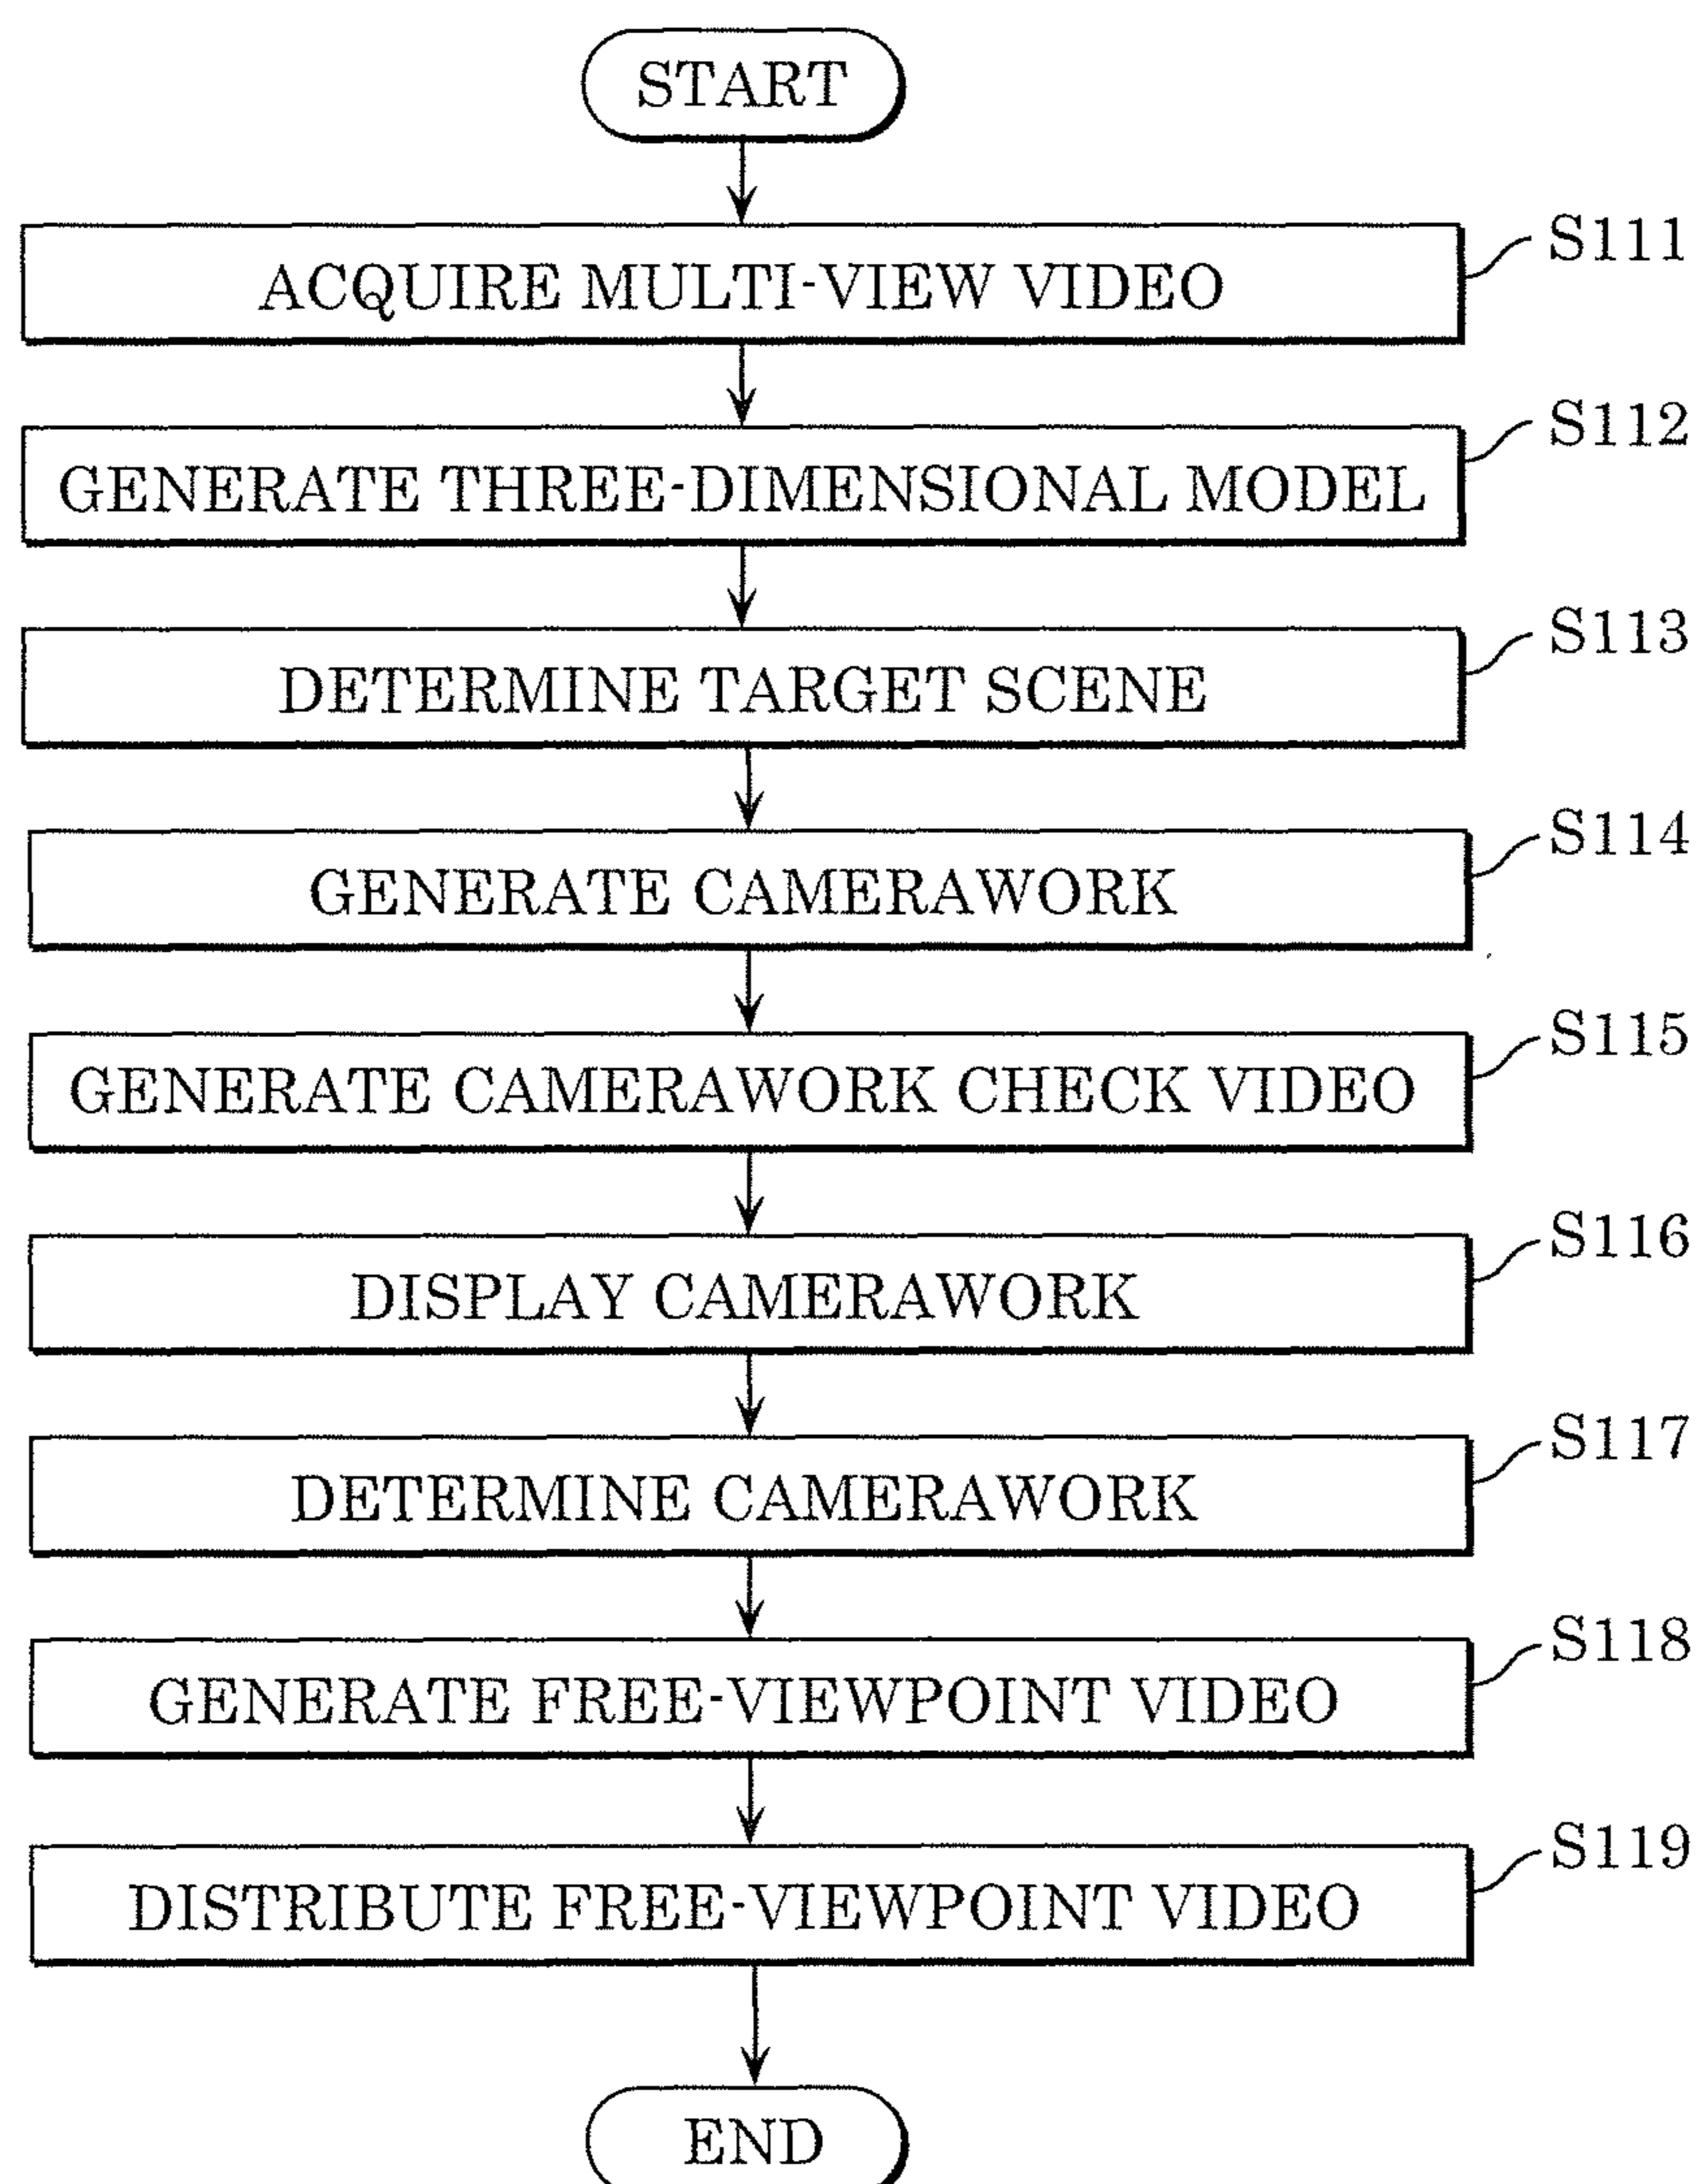 START
ACQUIRE MULTI-VIEW VIDEO
S111
GENERATE THREE-DIMENSIONAL MODEL
S112
DETERMINE TARGET SCENE
S113
GENERATE CAMERAWORK
S114
GENERATE CAMERAWORK CHECK VIDEO
S115
DISPLAY CAMERAWORK
S116
DETERMINE CAMERAWORK
S117
GENERATE FREE-VIEWPOINT VIDEO
S118
DISTRIBUTE FREE-VIEWPOINT VIDEO
S119
END